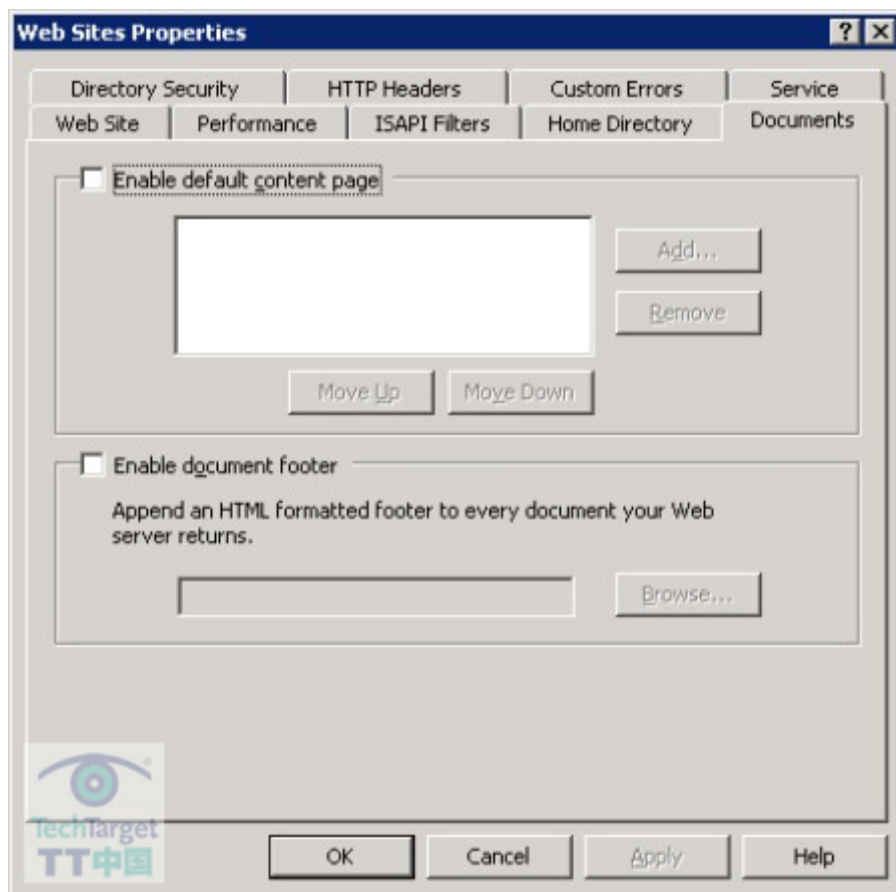 Web Sites Properties
Directory Security
HTTP Headers
Custom Errors
Service
Web Site
Performance
ISAPI Filters
Home Directory
Documents
Enable default content page
Add...
Remove
Move Up
Move Down
Enable document footer
Append an HTML formatted footer to every document your Web
server returns.
Browse...
TechTarget
TT中国
OK
Cancel
Apply
Help